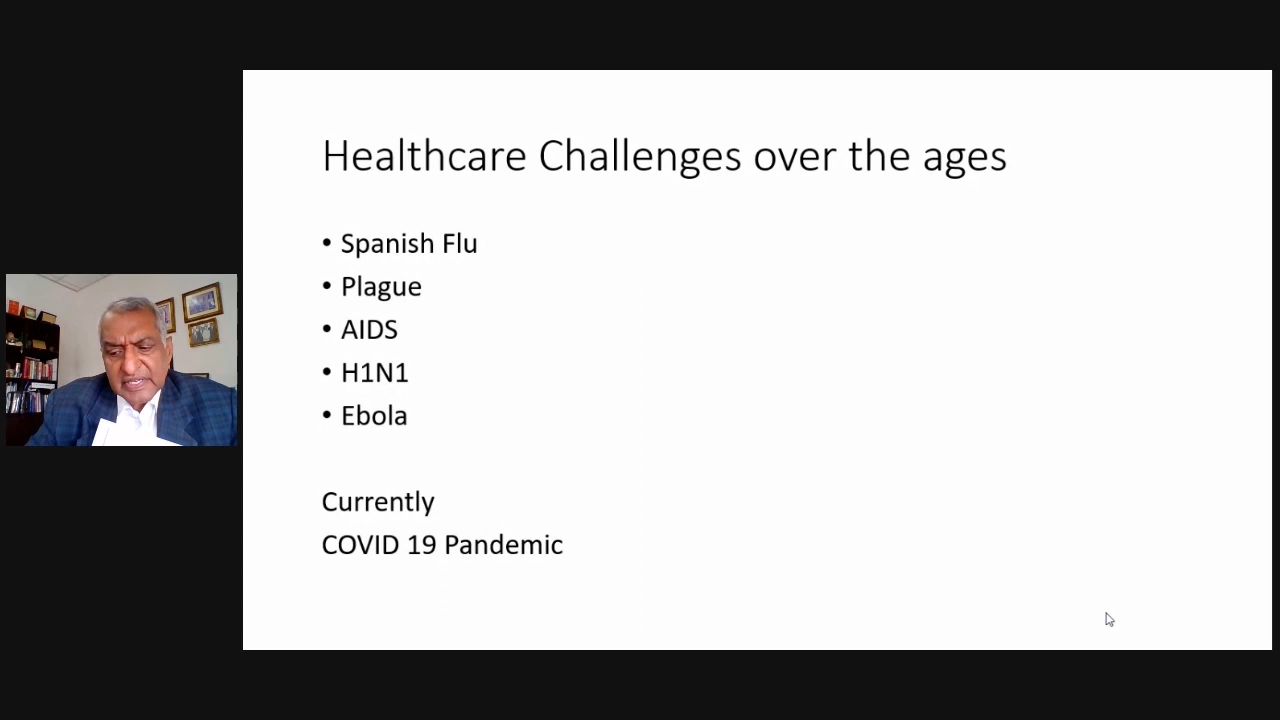 Healthcare Challenges over the ages
• Spanish Flu
• Plague
• AIDS
• H1N1
• Ebola
Currently
COVID 19 Pandemic